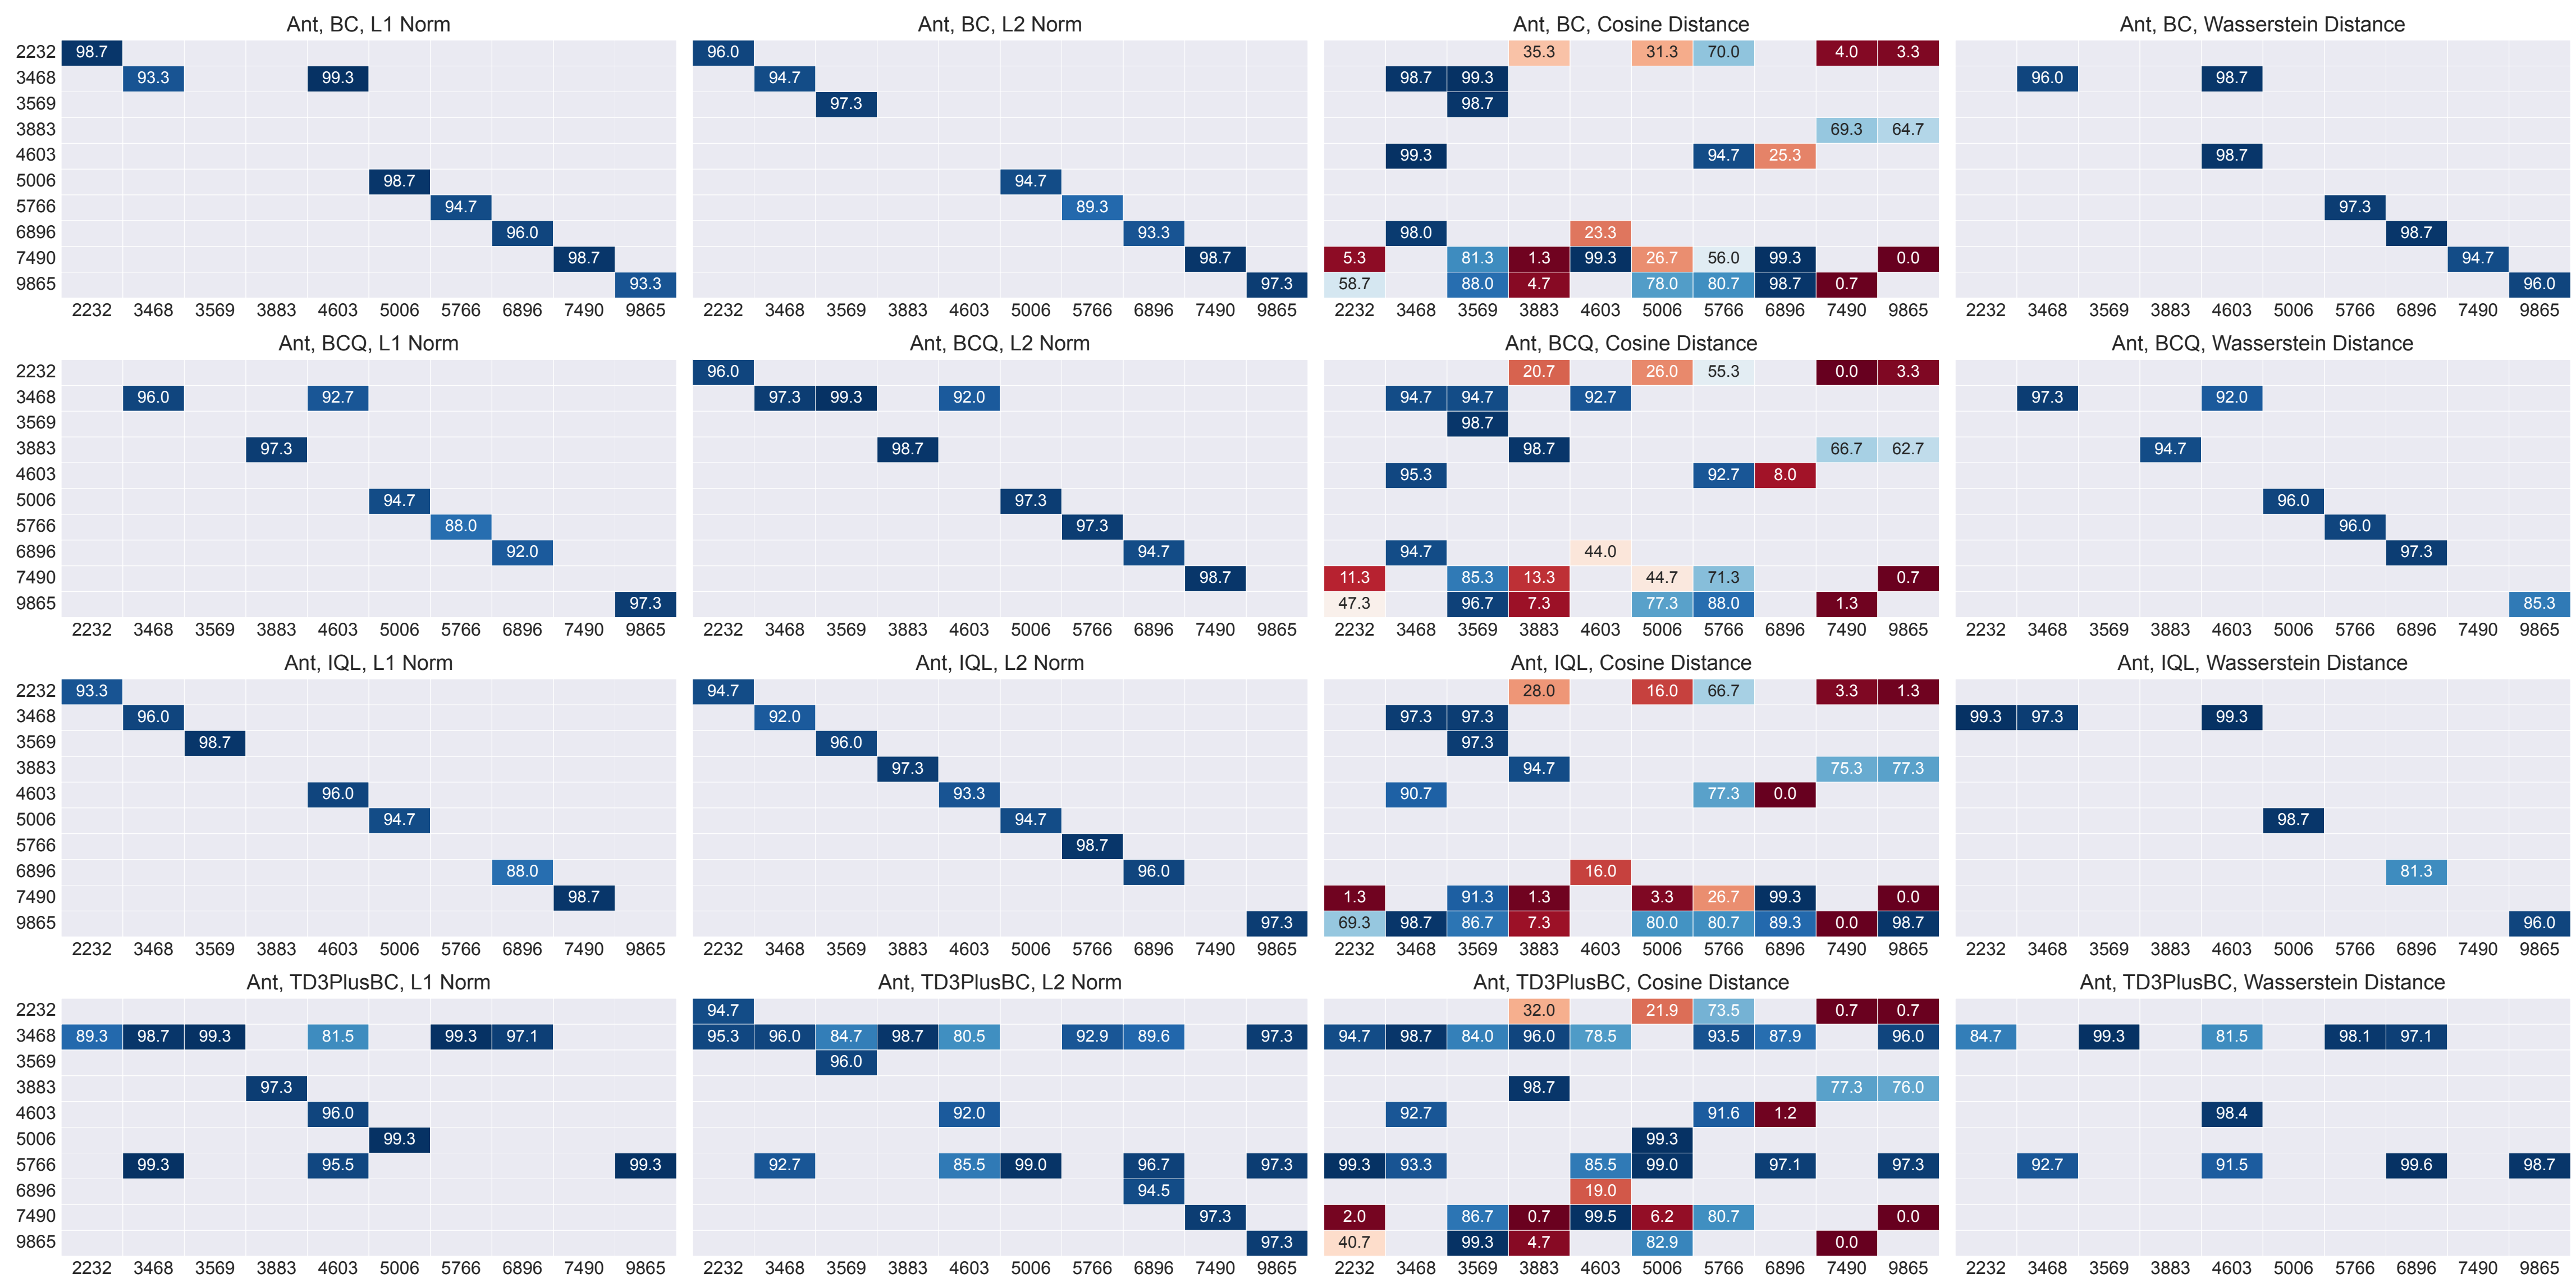 Ant, BC, L1 Norm Ant, BC, L2 Norm Ant, BC, Cosine Distance Ant, BC, Wasserstein Distance
2232 98.7 96.0 35.3 31.3 70.0 4.0 3.3
3468 93.3 99.3 94.7 98.7 99.3 96.0 98.7
3569 97.3 98.7
3883 69.3 64.7
4603 99.3 94.7 25.3 98.7
5006 98.7 94.7
5766 94.7 89.3 97.3
6896 96.0 93.3 98.0 23.3 98.7
7490 98.7 98.7 5.3 81.3 1.3 99.3 26.7 56.0 99.3 0.0 94.7
9865 93.3 97.3 58.7 88.0 4.7 78.0 80.7 98.7 0.7 96.0
2232 3468 3569 3883 4603 5006 5766 6896 7490 9865 2232 3468 3569 3883 4603 5006 5766 6896 7490 9865 2232 3468 3569 3883 4603 5006 5766 6896 7490 9865 2232 3468 3569 3883 4603 5006 5766 6896 7490 9865
Ant, BCQ, L1 Norm Ant, BCQ, L2 Norm Ant, BCQ, Cosine Distance Ant, BCQ, Wasserstein Distance
2232 96.0 20.7 26.0 55.3 0.0 3.3
3468 96.0 92.7 97.3 99.3 92.0 94.7 94.7 92.7 97.3 92.0
3569 98.7
3883 97.3 98.7 98.7 66.7 62.7 94.7
4603 95.3 92.7 8.0
5006 94.7 97.3 96.0
5766 88.0 97.3 96.0
6896 92.0 94.7 94.7 44.0 97.3
7490 98.7 11.3 85.3 13.3 44.7 71.3 0.7
9865 97.3 47.3 96.7 7.3 77.3 88.0 1.3 85.3
2232 3468 3569 3883 4603 5006 5766 6896 7490 9865 2232 3468 3569 3883 4603 5006 5766 6896 7490 9865 2232 3468 3569 3883 4603 5006 5766 6896 7490 9865 2232 3468 3569 3883 4603 5006 5766 6896 7490 9865
Ant, IQL, L1 Norm Ant, IQL, L2 Norm Ant, IQL, Cosine Distance Ant, IQL, Wasserstein Distance
2232 93.3 94.7 28.0 16.0 66.7 3.3 1.3
3468 96.0 92.0 97.3 97.3 99.3 97.3 99.3
3569 98.7 96.0 97.3
3883 97.3 94.7 75.3 77.3
4603 96.0 93.3 90.7 77.3 0.0
5006 94.7 94.7 98.7
5766 98.7
6896 88.0 96.0 16.0 81.3
7490 98.7 1.3 91.3 1.3 3.3 26.7 99.3 0.0
9865 97.3 69.3 98.7 86.7 7.3 80.0 80.7 89.3 0.0 98.7 96.0
2232 3468 3569 3883 4603 5006 5766 6896 7490 9865 2232 3468 3569 3883 4603 5006 5766 6896 7490 9865 2232 3468 3569 3883 4603 5006 5766 6896 7490 9865 2232 3468 3569 3883 4603 5006 5766 6896 7490 9865
Ant, TD3PlusBC, L1 Norm Ant, TD3PlusBC, L2 Norm Ant, TD3PlusBC, Cosine Distance Ant, TD3PlusBC, Wasserstein Distance
2232 94.7 32.0 21.9 73.5 0.7 0.7
3468 89.3 98.7 99.3 81.5 99.3 97.1 95.3 96.0 84.7 98.7 80.5 92.9 89.6 97.3 94.7 98.7 84.0 96.0 78.5 93.5 87.9 96.0 84.7 99.3 81.5 98.1 97.1
3569 96.0
3883 97.3 98.7 77.3 76.0
4603 96.0 92.0 92.7 91.6 1.2 98.4
5006 99.3 99.3
5766 99.3 95.5 99.3 92.7 85.5 99.0 96.7 97.3 99.3 93.3 85.5 99.0 97.1 97.3 92.7 91.5 99.6 98.7
6896 94.5 19.0
7490 97.3 2.0 86.7 0.7 99.5 6.2 80.7 0.0
9865 97.3 40.7 99.3 4.7 82.9 0.0
2232 3468 3569 3883 4603 5006 5766 6896 7490 9865 2232 3468 3569 3883 4603 5006 5766 6896 7490 9865 2232 3468 3569 3883 4603 5006 5766 6896 7490 9865 2232 3468 3569 3883 4603 5006 5766 6896 7490 9865